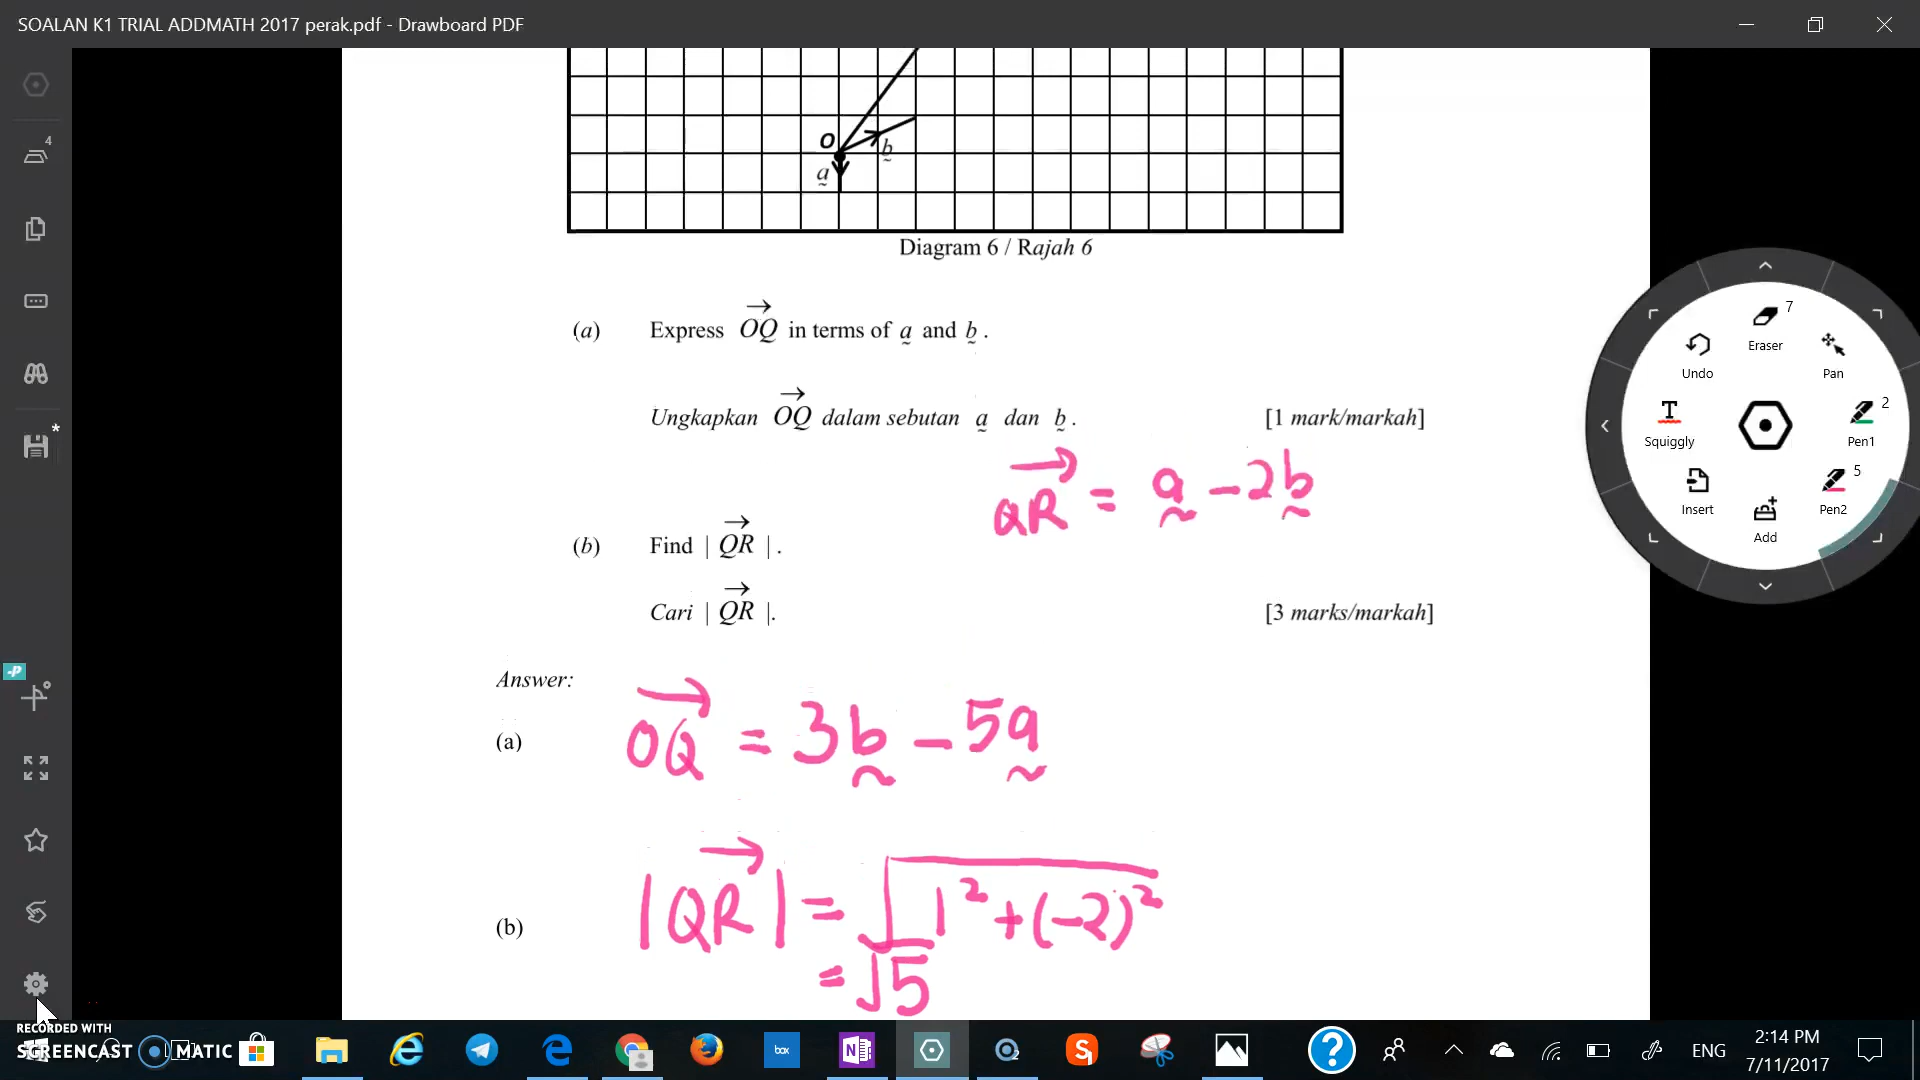 SOALAN K1 TRIAL ADDMATH 2017 perak.pdf - Drawboard PDF
4
O
b
a
Diagram 6 / Rajah 6
(a) Express OQ in terms of a and b .
Ungkapkan OQ dalam sebutan a dan b . [1 mark/markah]
QR = a - 2b
(b) Find | QR | .
Cari | QR |. [3 marks/markah]
Answer:
(a) OQ = 3b - 5a
(b) |QR| = √1² + (-2)²
= √5
Eraser 7
Undo
Pan
Squiggly
Pen1 2
Insert
Pen2 5
Add
RECORDED WITH
SCREENCAST MATIC
box
N
S
?
ENG
2:14 PM
7/11/2017